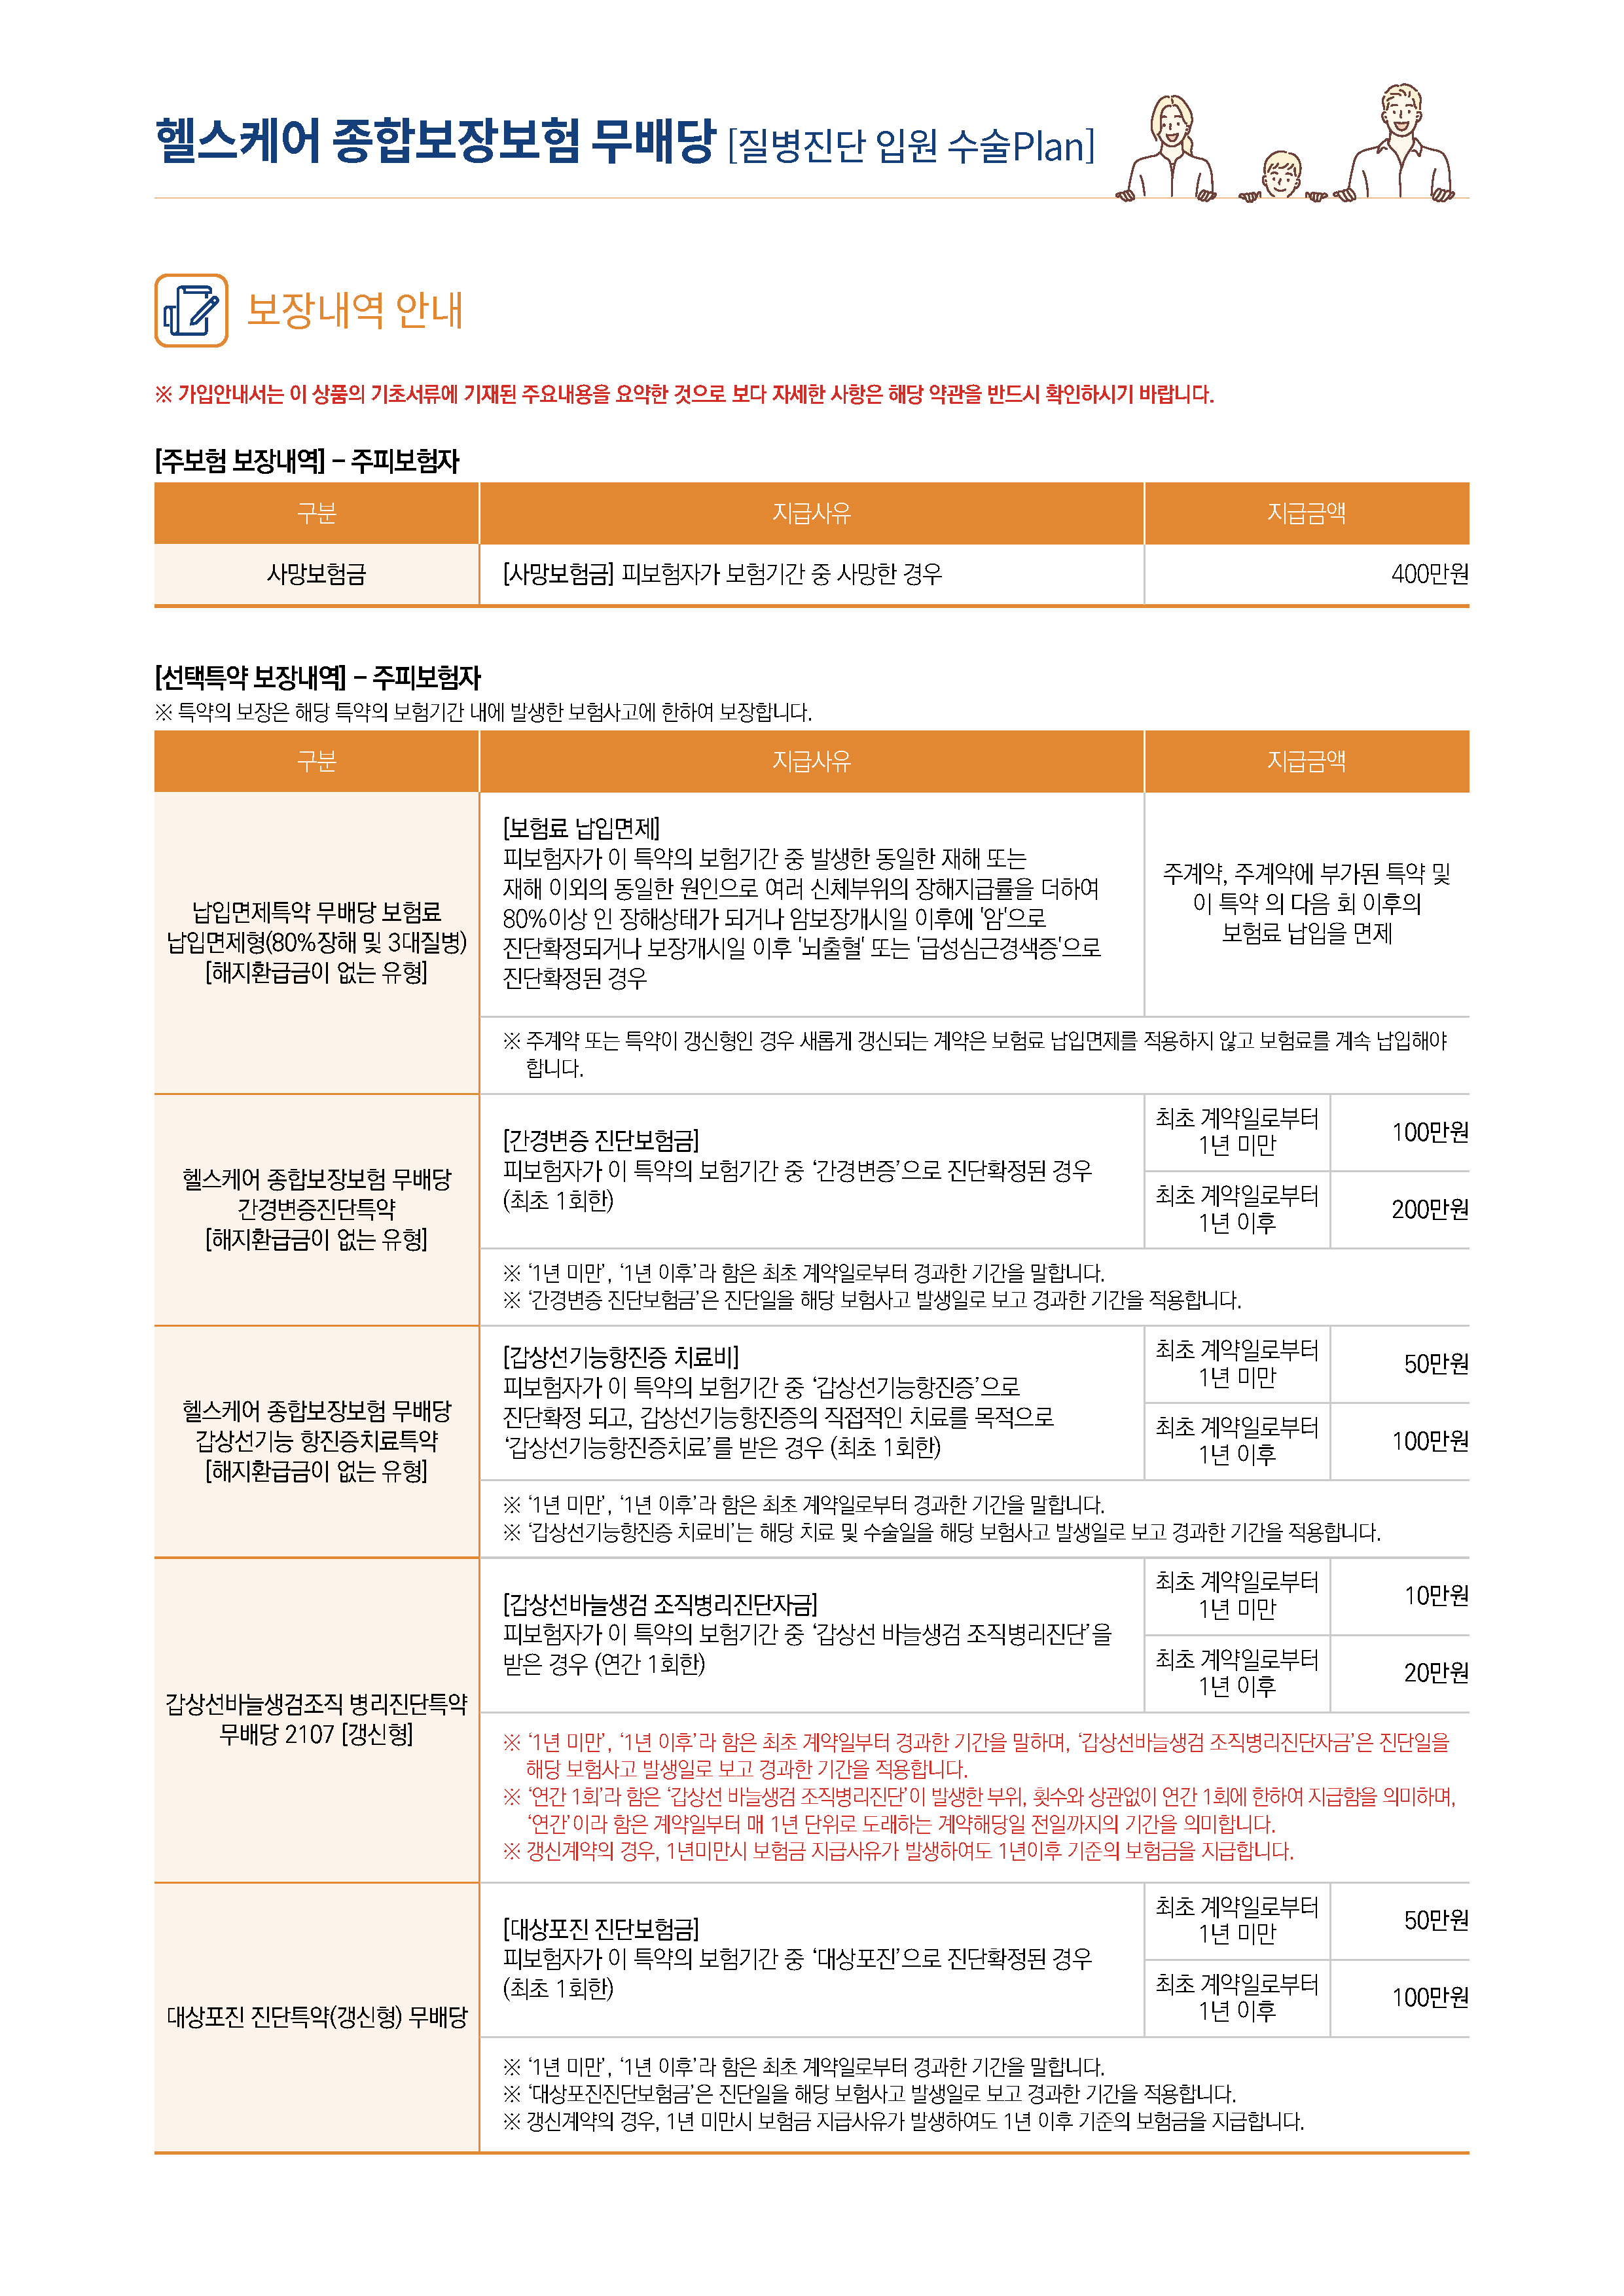 헬스케어 종합보장보험 무배당 [질병진단 입원 수술Plan]
보장내역 안내
※ 가입안내서는 이 상품의 기초서류에 기재된 주요내용을 요약한 것으로 보다 자세한 사항은 해당 약관을 반드시 확인하시기 바랍니다.
[주보험 보장내역] – 주피보험자
구분 지급사유 지급금액
사망보험금 [사망보험금] 피보험자가 보험기간 중 사망한 경우 400만원
[선택특약 보장내역] – 주피보험자
※ 특약의 보장은 해당 특약의 보험기간 내에 발생한 보험사고에 한하여 보장합니다.
구분 지급사유 지급금액
납입면제특약 무배당 보험료
납입면제형(80%장해 및 3대질병)
[해지환급금이 없는 유형]
[보험료 납입면제]
피보험자가 이 특약의 보험기간 중 발생한 동일한 재해 또는
재해 이외의 동일한 원인으로 여러 신체부위의 장해지급률을 더하여
80%이상 인 장해상태가 되거나 암보장개시일 이후에 '암'으로
진단확정되거나 보장개시일 이후 '뇌출혈' 또는 '급성심근경색증'으로
진단확정된 경우
주계약, 주계약에 부가된 특약 및
이 특약 의 다음 회 이후의
보험료 납입을 면제
※ 주계약 또는 특약이 갱신형인 경우 새롭게 갱신되는 계약은 보험료 납입면제를 적용하지 않고 보험료를 계속 납입해야
합니다.
헬스케어 종합보장보험 무배당
간경변증진단특약
[해지환급금이 없는 유형]
[간경변증 진단보험금]
피보험자가 이 특약의 보험기간 중 ‘간경변증’으로 진단확정된 경우
(최초 1회한)
최초 계약일로부터
1년 미만
100만원
최초 계약일로부터
1년 이후
200만원
※ ‘1년 미만’, ‘1년 이후’라 함은 최초 계약일로부터 경과한 기간을 말합니다.
※ ‘간경변증 진단보험금’은 진단일을 해당 보험사고 발생일로 보고 경과한 기간을 적용합니다.
헬스케어 종합보장보험 무배당
갑상선기능 항진증치료특약
[해지환급금이 없는 유형]
[갑상선기능항진증 치료비]
피보험자가 이 특약의 보험기간 중 ‘갑상선기능항진증’으로
진단확정 되고, 갑상선기능항진증의 직접적인 치료를 목적으로
‘갑상선기능항진증치료’를 받은 경우 (최초 1회한)
최초 계약일로부터
1년 미만
50만원
최초 계약일로부터
1년 이후
100만원
※ ‘1년 미만’, ‘1년 이후’라 함은 최초 계약일로부터 경과한 기간을 말합니다.
※ ‘갑상선기능항진증 치료비’는 해당 치료 및 수술일을 해당 보험사고 발생일로 보고 경과한 기간을 적용합니다.
갑상선바늘생검조직 병리진단특약
무배당 2107 [갱신형]
[갑상선바늘생검 조직병리진단자금]
피보험자가 이 특약의 보험기간 중 ‘갑상선 바늘생검 조직병리진단’을
받은 경우 (연간 1회한)
최초 계약일로부터
1년 미만
10만원
최초 계약일로부터
1년 이후
20만원
※ ‘1년 미만’, ‘1년 이후’라 함은 최초 계약일부터 경과한 기간을 말하며, ‘갑상선바늘생검 조직병리진단자금’은 진단일을
해당 보험사고 발생일로 보고 경과한 기간을 적용합니다.
※ ‘연간 1회’라 함은 ‘갑상선 바늘생검 조직병리진단’이 발생한 부위, 횟수와 상관없이 연간 1회에 한하여 지급함을 의미하며,
‘연간’이라 함은 계약일부터 매 1년 단위로 도래하는 계약해당일 전일까지의 기간을 의미합니다.
※ 갱신계약의 경우, 1년미만시 보험금 지급사유가 발생하여도 1년이후 기준의 보험금을 지급합니다.
대상포진 진단특약(갱신형) 무배당
[대상포진 진단보험금]
피보험자가 이 특약의 보험기간 중 ‘대상포진’으로 진단확정된 경우
(최초 1회한)
최초 계약일로부터
1년 미만
50만원
최초 계약일로부터
1년 이후
100만원
※ ‘1년 미만’, ‘1년 이후’라 함은 최초 계약일로부터 경과한 기간을 말합니다.
※ ‘대상포진진단보험금’은 진단일을 해당 보험사고 발생일로 보고 경과한 기간을 적용합니다.
※ 갱신계약의 경우, 1년 미만시 보험금 지급사유가 발생하여도 1년 이후 기준의 보험금을 지급합니다.